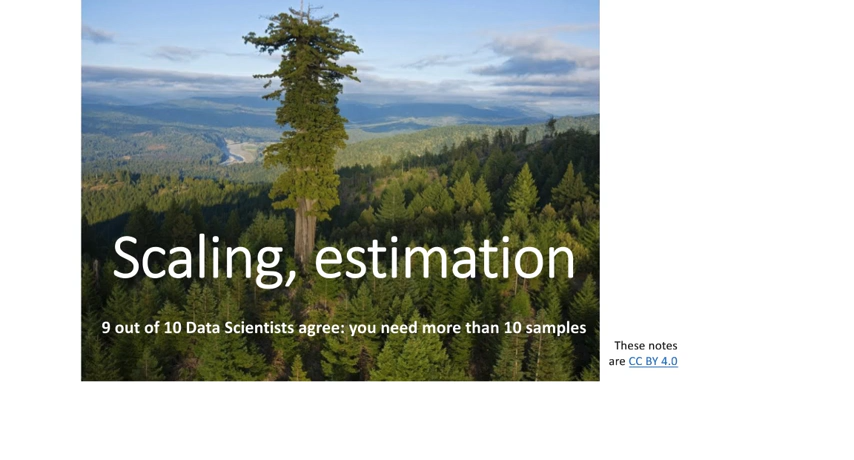 Scaling, estimation
9 out of 10 Data Scientists agree: you need more than 10 samples
These notes
are CC BY 4.0